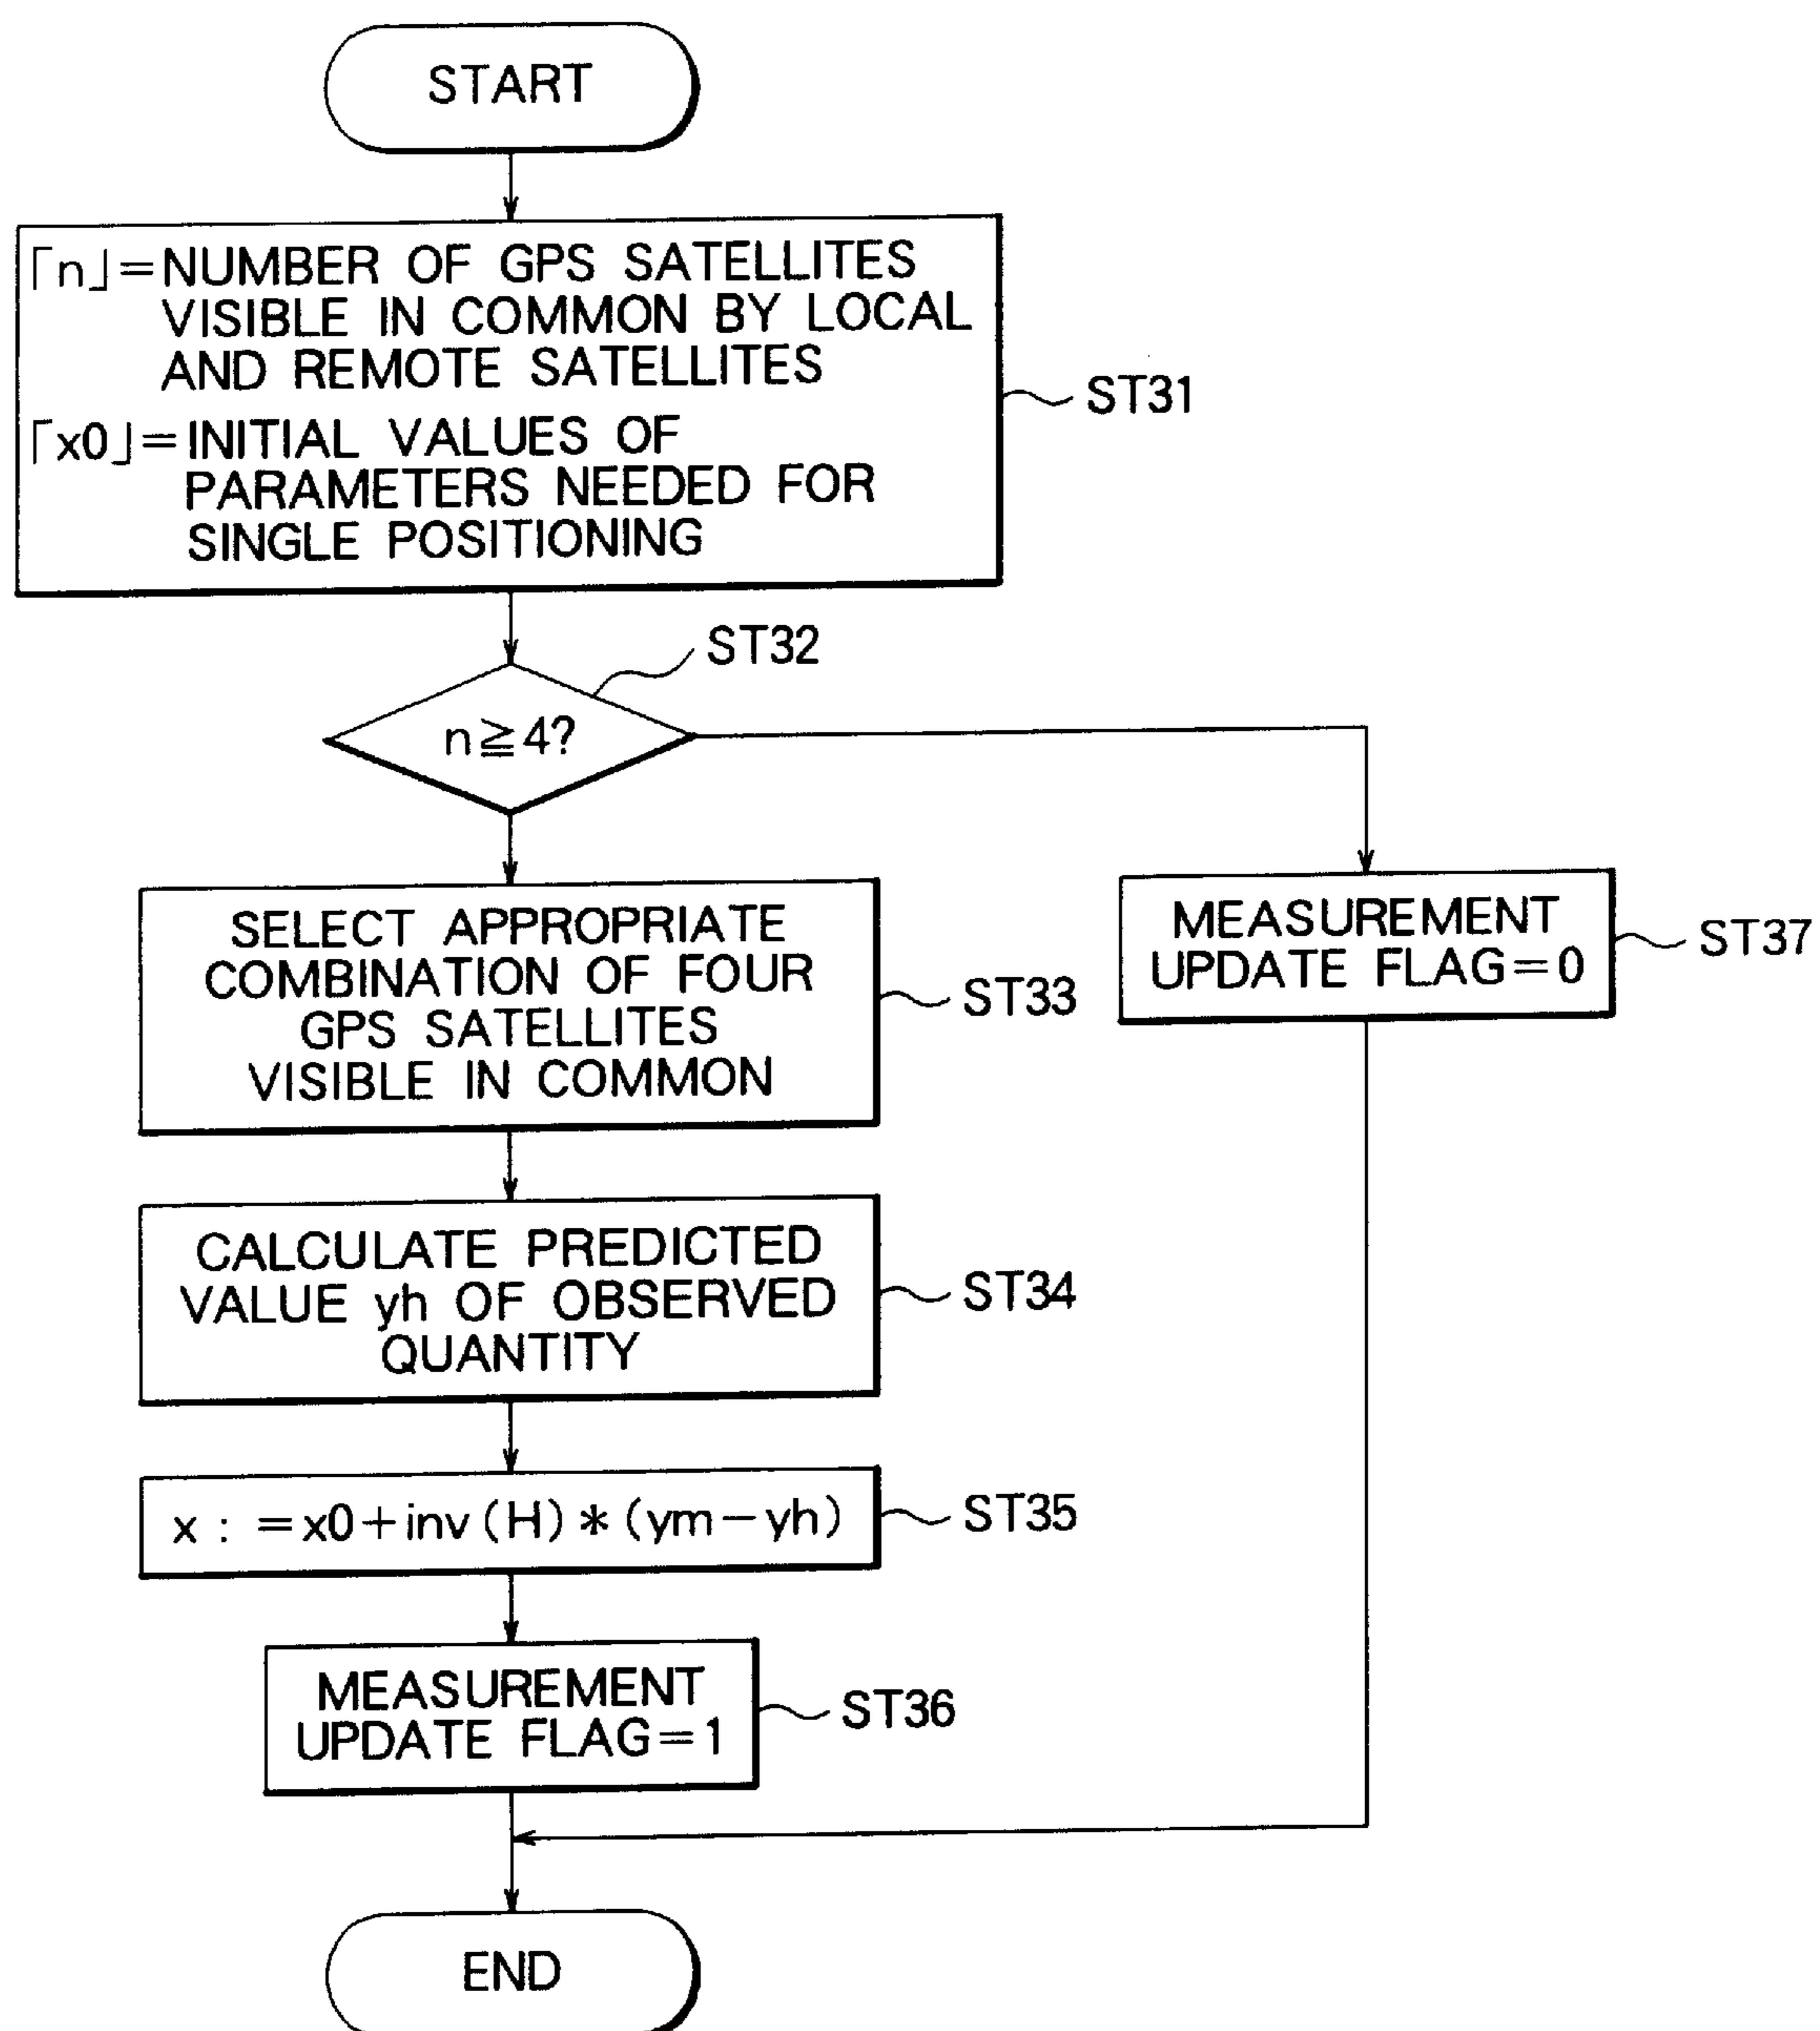 START
「n」=NUMBER OF GPS SATELLITES
VISIBLE IN COMMON BY LOCAL
AND REMOTE SATELLITES
「x0」=INITIAL VALUES OF
PARAMETERS NEEDED FOR
SINGLE POSITIONING
ST31
ST32
n≧4?
SELECT APPROPRIATE
COMBINATION OF FOUR
GPS SATELLITES
VISIBLE IN COMMON
ST33
MEASUREMENT
UPDATE FLAG=0
ST37
CALCULATE PREDICTED
VALUE yh OF OBSERVED
QUANTITY
ST34
x : =x0+inv(H)*(ym-yh)
ST35
MEASUREMENT
UPDATE FLAG=1
ST36
END